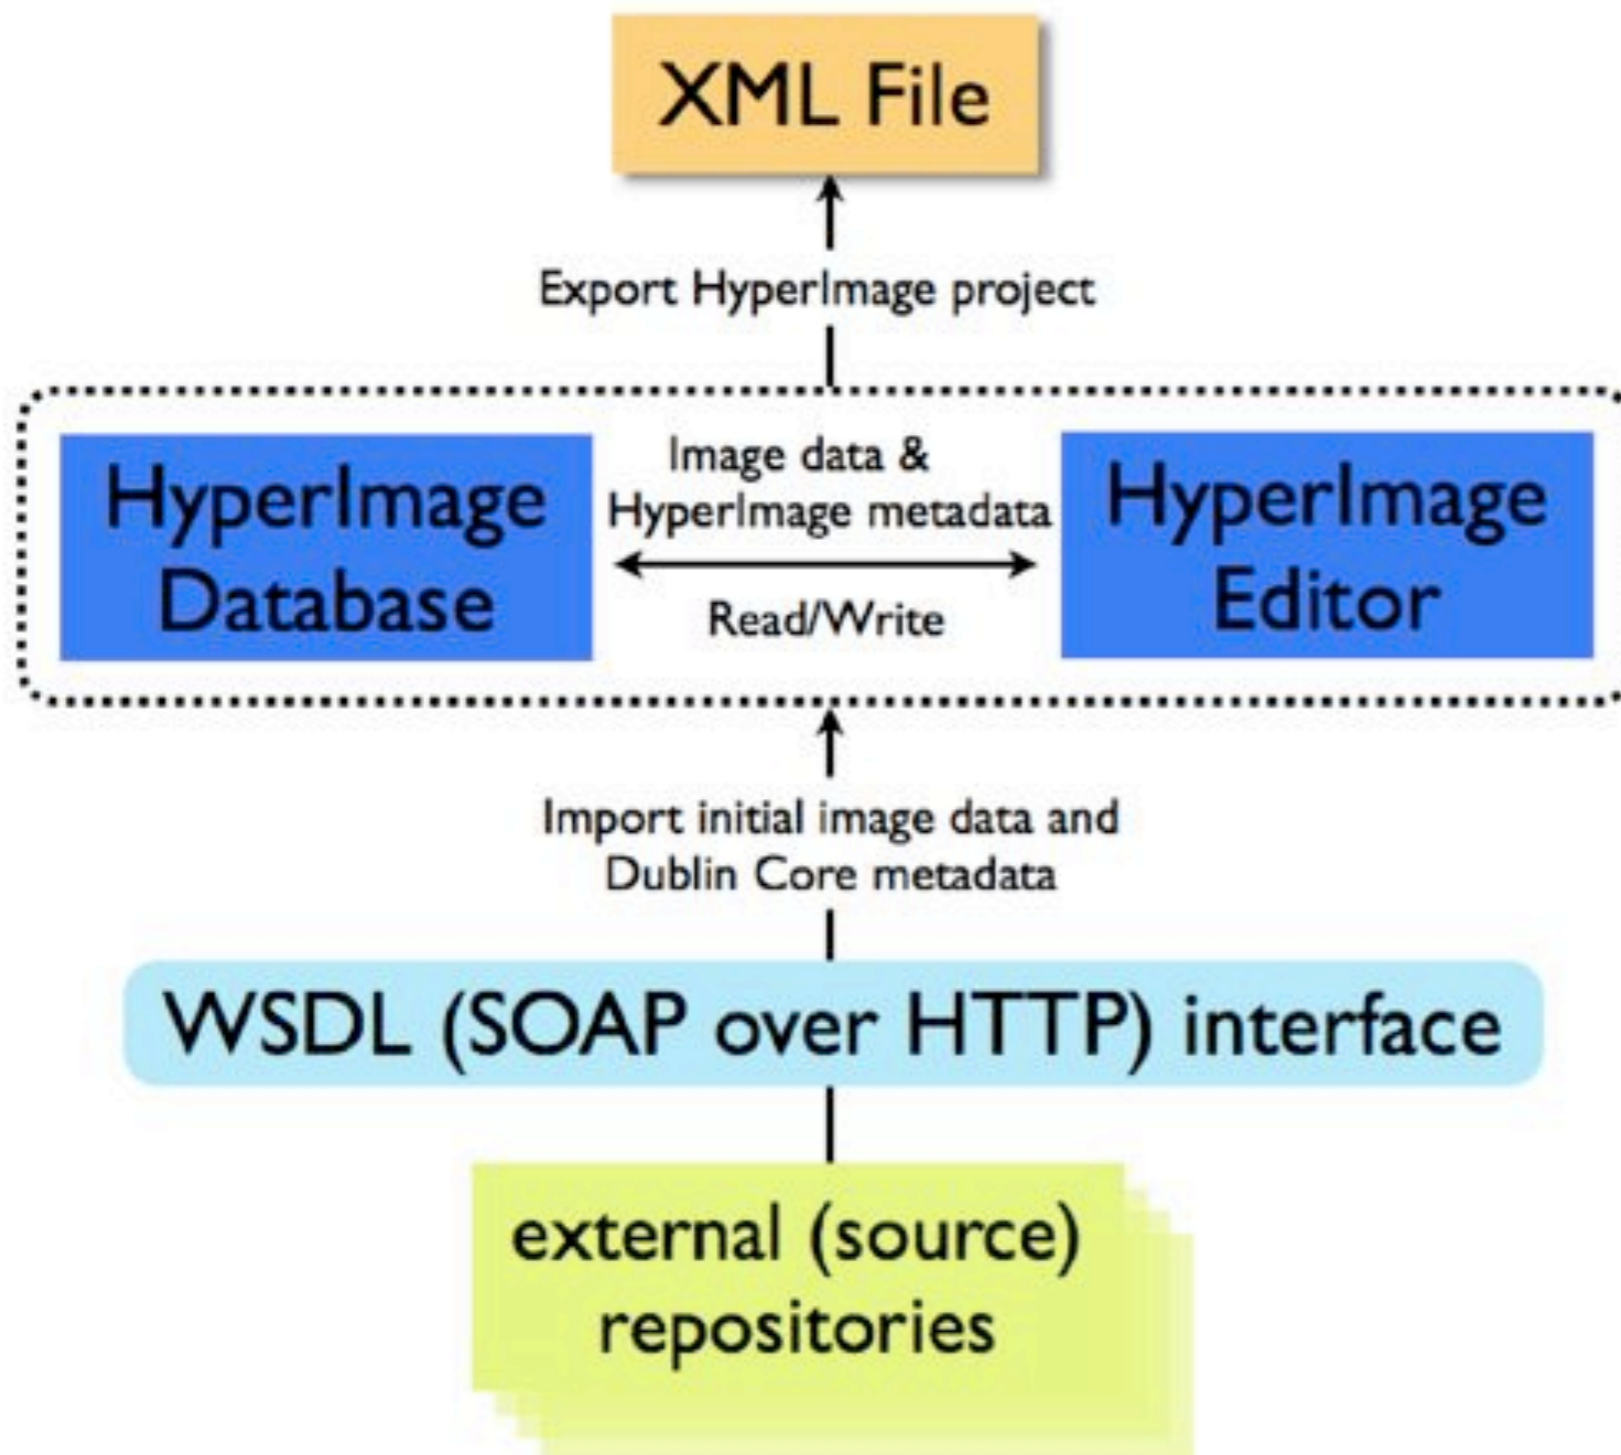 XML File
Export HyperImage project
HyperImage
Database
Image data &
HyperImage metadata
Read/Write
HyperImage
Editor
Import initial image data and
Dublin Core metadata
WSDL (SOAP over HTTP) interface
external (source)
repositories